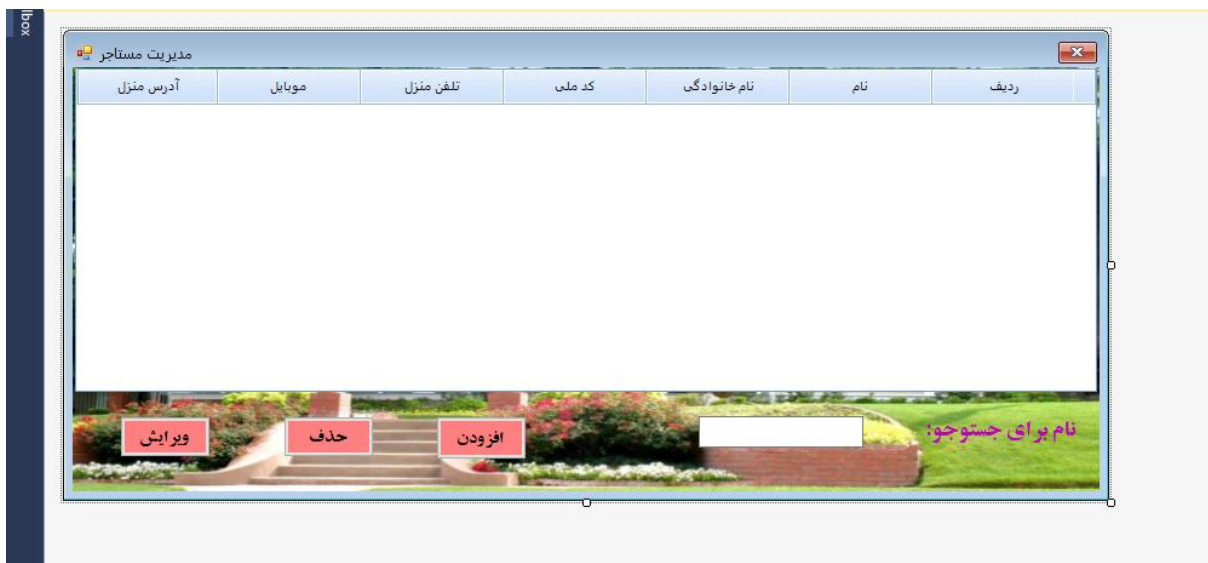 lbox
مدیریت مستاجر
ردیف نام نام خانوادگی کد ملی تلفن منزل موبایل آدرس منزل
نام برای جستوجو:
افزودن حذف ویرایش